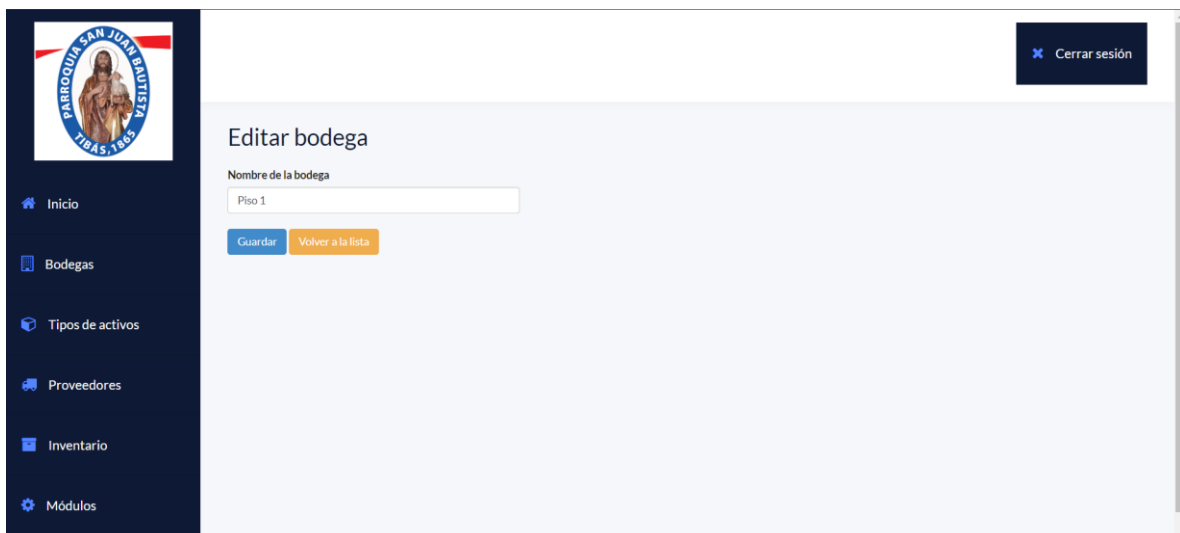 PARROQUIA SAN JUAN BAUTISTA
TIBÁS, 1865
Cerrar sesión
Editar bodega
Nombre de la bodega
Piso 1
Guardar
Volver a la lista
Inicio
Bodegas
Tipos de activos
Proveedores
Inventario
Módulos